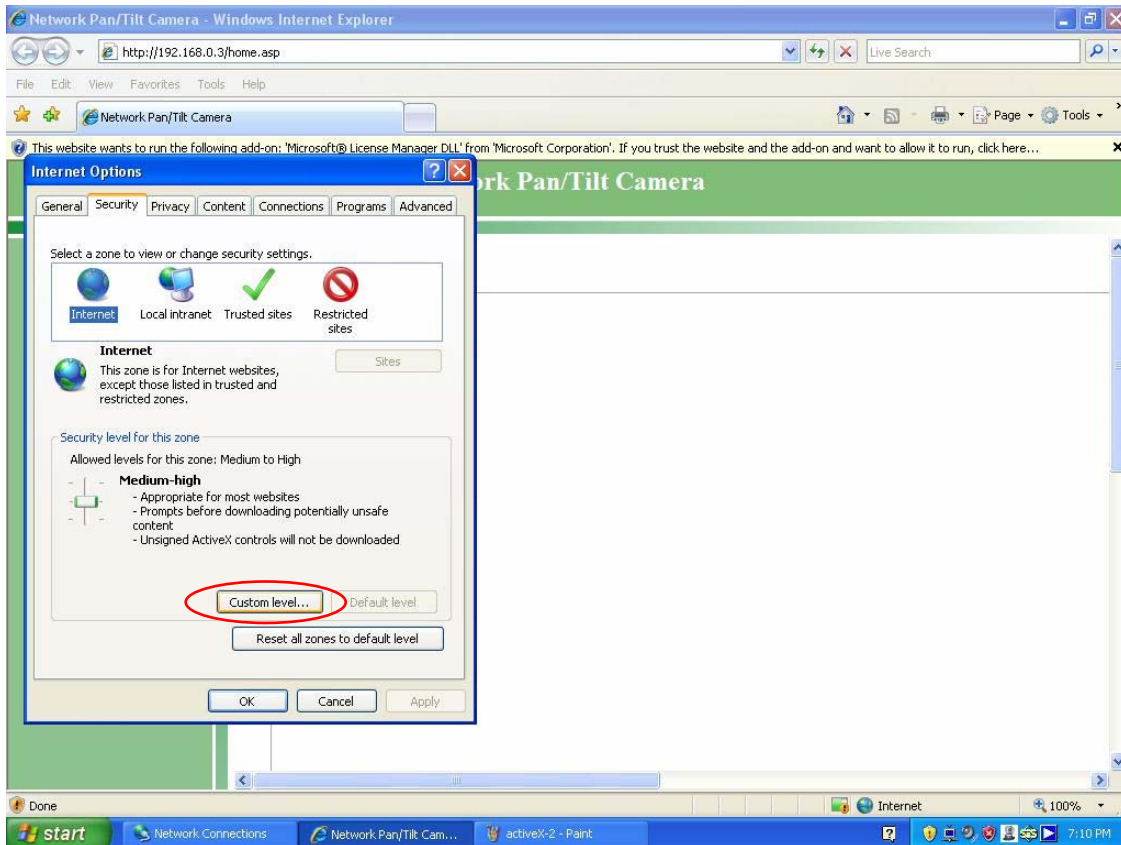 Network Pan/Tilt Camera - Windows Internet Explorer
http://192.168.0.3/home.asp
Live Search
File Edit View Favorites Tools Help
Network Pan/Tilt Camera
Page Tools
This website wants to run the following add-on: 'Microsoft® License Manager DLL' from 'Microsoft Corporation'. If you trust the website and the add-on and want to allow it to run, click here...
ork Pan/Tilt Camera
Internet Options
General Security Privacy Content Connections Programs Advanced
Select a zone to view or change security settings.
Internet Local intranet Trusted sites Restricted
sites
Internet
Sites
This zone is for Internet websites,
except those listed in trusted and
restricted zones.
Security level for this zone
Allowed levels for this zone: Medium to High
Medium-high
- Appropriate for most websites
- Prompts before downloading potentially unsafe
content
- Unsigned ActiveX controls will not be downloaded
Custom level... Default level
Reset all zones to default level
OK Cancel Apply
Done
Internet
100%
start Network Connections Network Pan/Tilt Cam... activeX-2 - Paint
7:10 PM